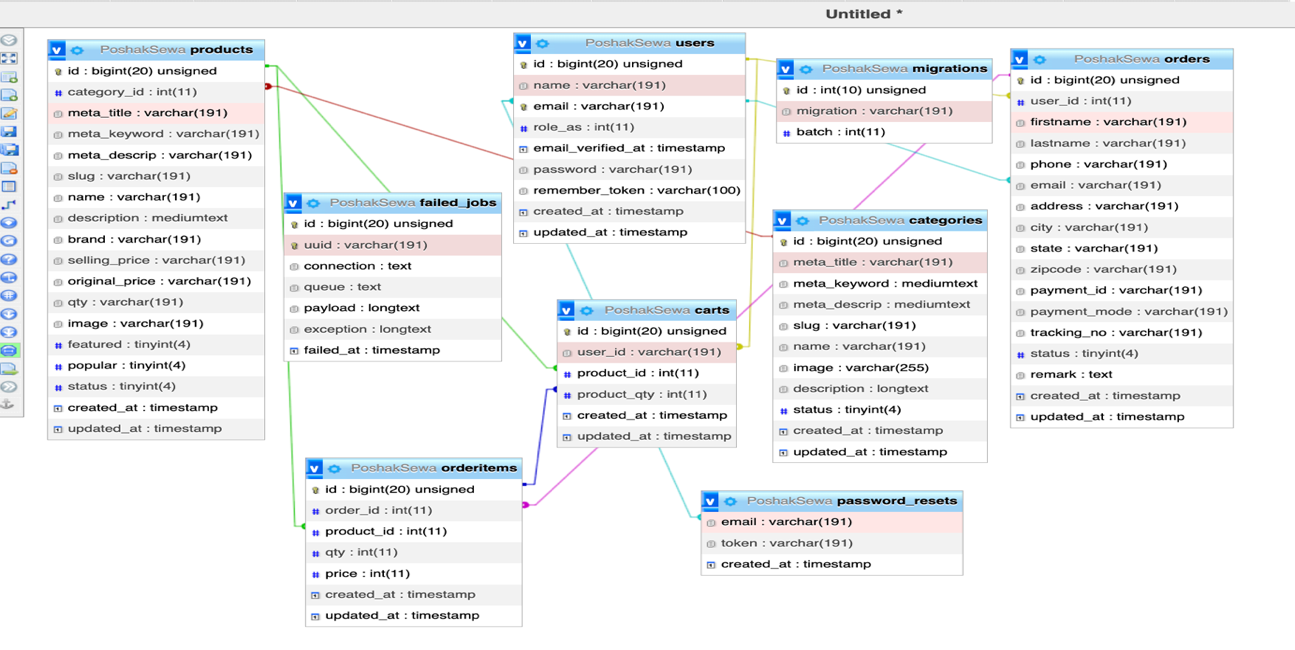 Untitled *
PoshakSewa products
id : bigint(20) unsigned
category_id : int(11)
meta_title : varchar(191)
meta_keyword : varchar(191)
meta_descrip : varchar(191)
slug : varchar(191)
name : varchar(191)
description : mediumtext
brand : varchar(191)
selling_price : varchar(191)
original_price : varchar(191)
qty : varchar(191)
image : varchar(191)
featured : tinyint(4)
popular : tinyint(4)
status : tinyint(4)
created_at : timestamp
updated_at : timestamp
PoshakSewa failed_jobs
id : bigint(20) unsigned
uuid : varchar(191)
connection : text
queue : text
payload : longtext
exception : longtext
failed_at : timestamp
PoshakSewa orderitems
id : bigint(20) unsigned
order_id : int(11)
product_id : int(11)
qty : int(11)
price : int(11)
created_at : timestamp
updated_at : timestamp
PoshakSewa users
id : bigint(20) unsigned
name : varchar(191)
email : varchar(191)
role_as : int(11)
email_verified_at : timestamp
password : varchar(191)
remember_token : varchar(100)
created_at : timestamp
updated_at : timestamp
PoshakSewa carts
id : bigint(20) unsigned
user_id : varchar(191)
product_id : int(11)
product_qty : int(11)
created_at : timestamp
updated_at : timestamp
PoshakSewa migrations
id : int(10) unsigned
migration : varchar(191)
batch : int(11)
PoshakSewa categories
id : bigint(20) unsigned
meta_title : varchar(191)
meta_keyword : mediumtext
meta_descrip : mediumtext
slug : varchar(191)
name : varchar(191)
image : varchar(255)
description : longtext
status : tinyint(4)
created_at : timestamp
updated_at : timestamp
PoshakSewa password_resets
email : varchar(191)
token : varchar(191)
created_at : timestamp
PoshakSewa orders
id : bigint(20) unsigned
user_id : int(11)
firstname : varchar(191)
lastname : varchar(191)
phone : varchar(191)
email : varchar(191)
address : varchar(191)
city : varchar(191)
state : varchar(191)
zipcode : varchar(191)
payment_id : varchar(191)
payment_mode : varchar(191)
tracking_no : varchar(191)
status : tinyint(4)
remark : text
created_at : timestamp
updated_at : timestamp